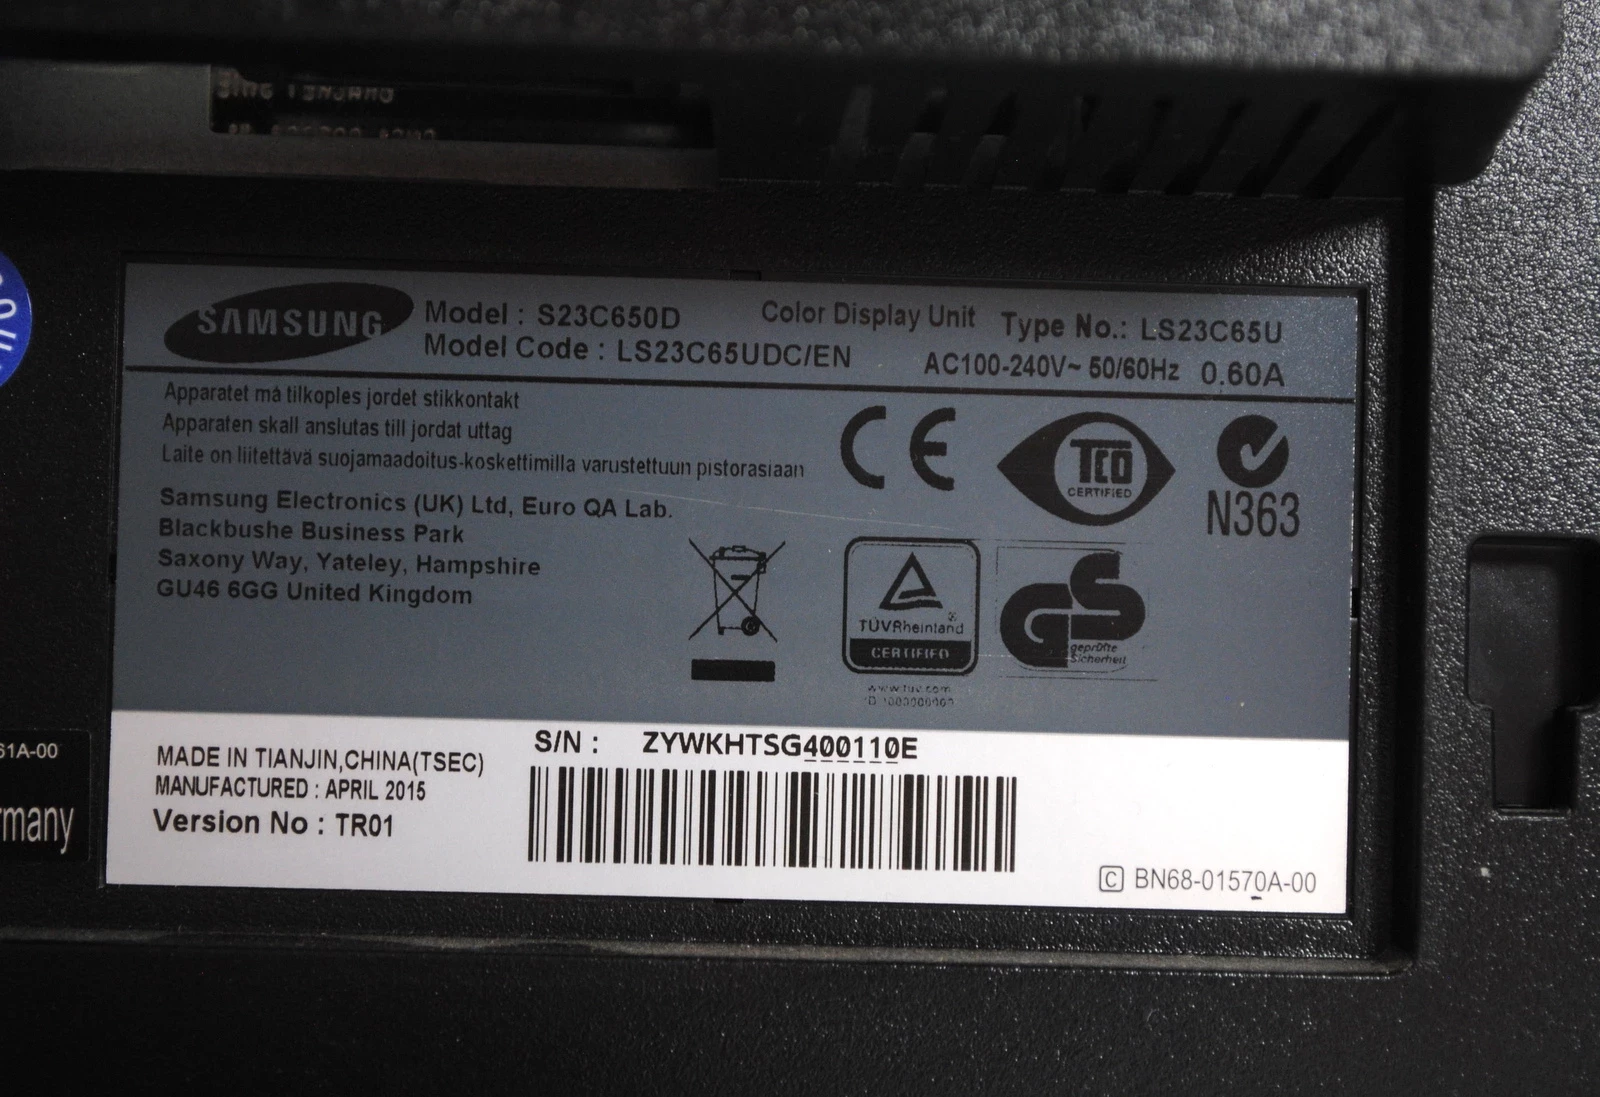 SAMSUNG
Model : S23C650D
Color Display Unit
Type No.: LS23C65U
Model Code : LS23C65UDC/EN
AC100-240V~ 50/60Hz 0.60A
Apparatet må tilkoples jordet stikkontakt
Apparaten skall anslutas till jordat uttag
Laite on liitettävä suojamaadoitus-koskettimilla varustettuun pistorasiaan
Samsung Electronics (UK) Ltd, Euro QA Lab.
Blackbushe Business Park
Saxony Way, Yateley, Hampshire
GU46 6GG United Kingdom
CE
TCO
CERTIFIED
N363
TÜVRheinland
CERTIFIED
www.tuv.com
GS
geprüfte
Sicherheit
MADE IN TIANJIN,CHINA(TSEC)
MANUFACTURED : APRIL 2015
Version No : TR01
S/N : ZYWKHTSG400110E
C BN68-01570A-00
61A-00
rmany